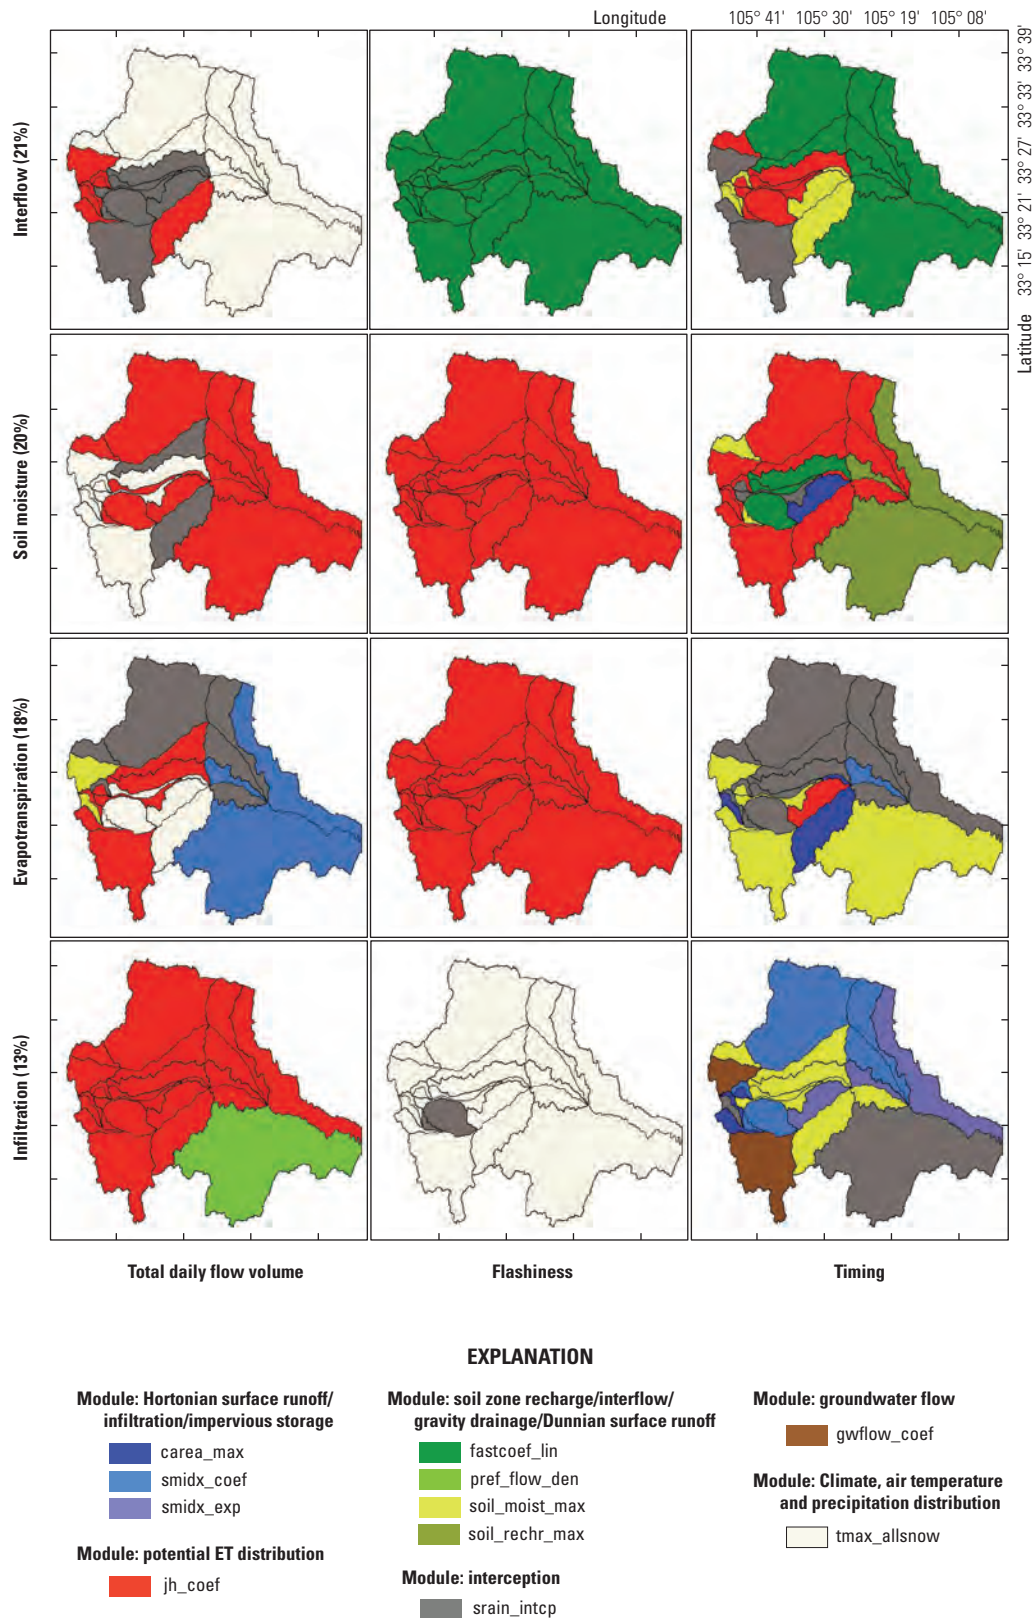 Longitude
105° 41' 105° 30' 105° 19' 105° 08'
33° 39'
33° 33'
33° 27'
33° 21'
33° 15'
Latitude
Interflow (21%)
Soil moisture (20%)
Evapotranspiration (18%)
Infiltration (13%)
Total daily flow volume
Flashiness
Timing
EXPLANATION
Module: Hortonian surface runoff/
infiltration/impervious storage
carea_max
smidx_coef
smidx_exp
Module: potential ET distribution
jh_coef
Module: soil zone recharge/interflow/
gravity drainage/Dunnian surface runoff
fastcoef_lin
pref_flow_den
soil_moist_max
soil_rechr_max
Module: interception
srain_intcp
Module: groundwater flow
gwflow_coef
Module: Climate, air temperature
and precipitation distribution
tmax_allsnow